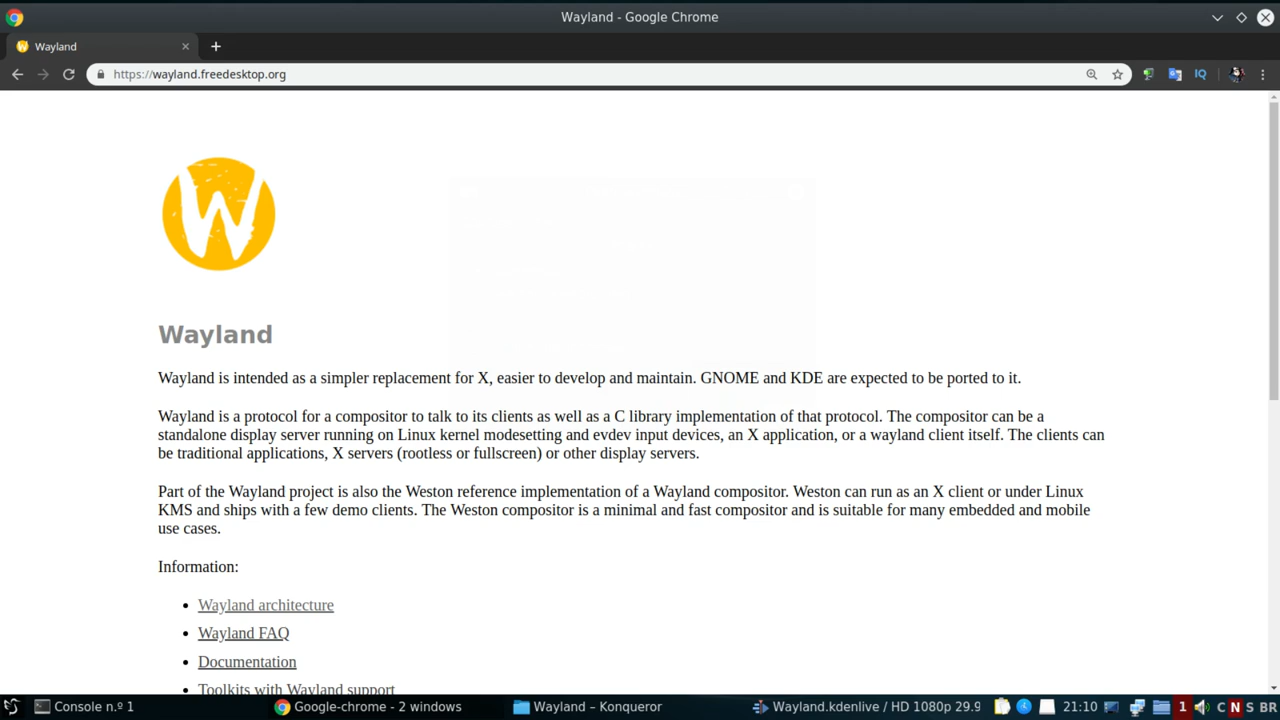 Wayland - Google Chrome
Wayland
https://wayland.freedesktop.org
IQ
W
Wayland
Wayland is intended as a simpler replacement for X, easier to develop and maintain. GNOME and KDE are expected to be ported to it.
Wayland is a protocol for a compositor to talk to its clients as well as a C library implementation of that protocol. The compositor can be a
standalone display server running on Linux kernel modesetting and evdev input devices, an X application, or a wayland client itself. The clients can
be traditional applications, X servers (rootless or fullscreen) or other display servers.
Part of the Wayland project is also the Weston reference implementation of a Wayland compositor. Weston can run as an X client or under Linux
KMS and ships with a few demo clients. The Weston compositor is a minimal and fast compositor and is suitable for many embedded and mobile
use cases.
Information:
Wayland architecture
Wayland FAQ
Documentation
Toolkits with Wayland support
Console n.º 1
Google-chrome - 2 windows
Wayland – Konqueror
Wayland.kdenlive / HD 1080p 29.9
21:10
1
C N S BR